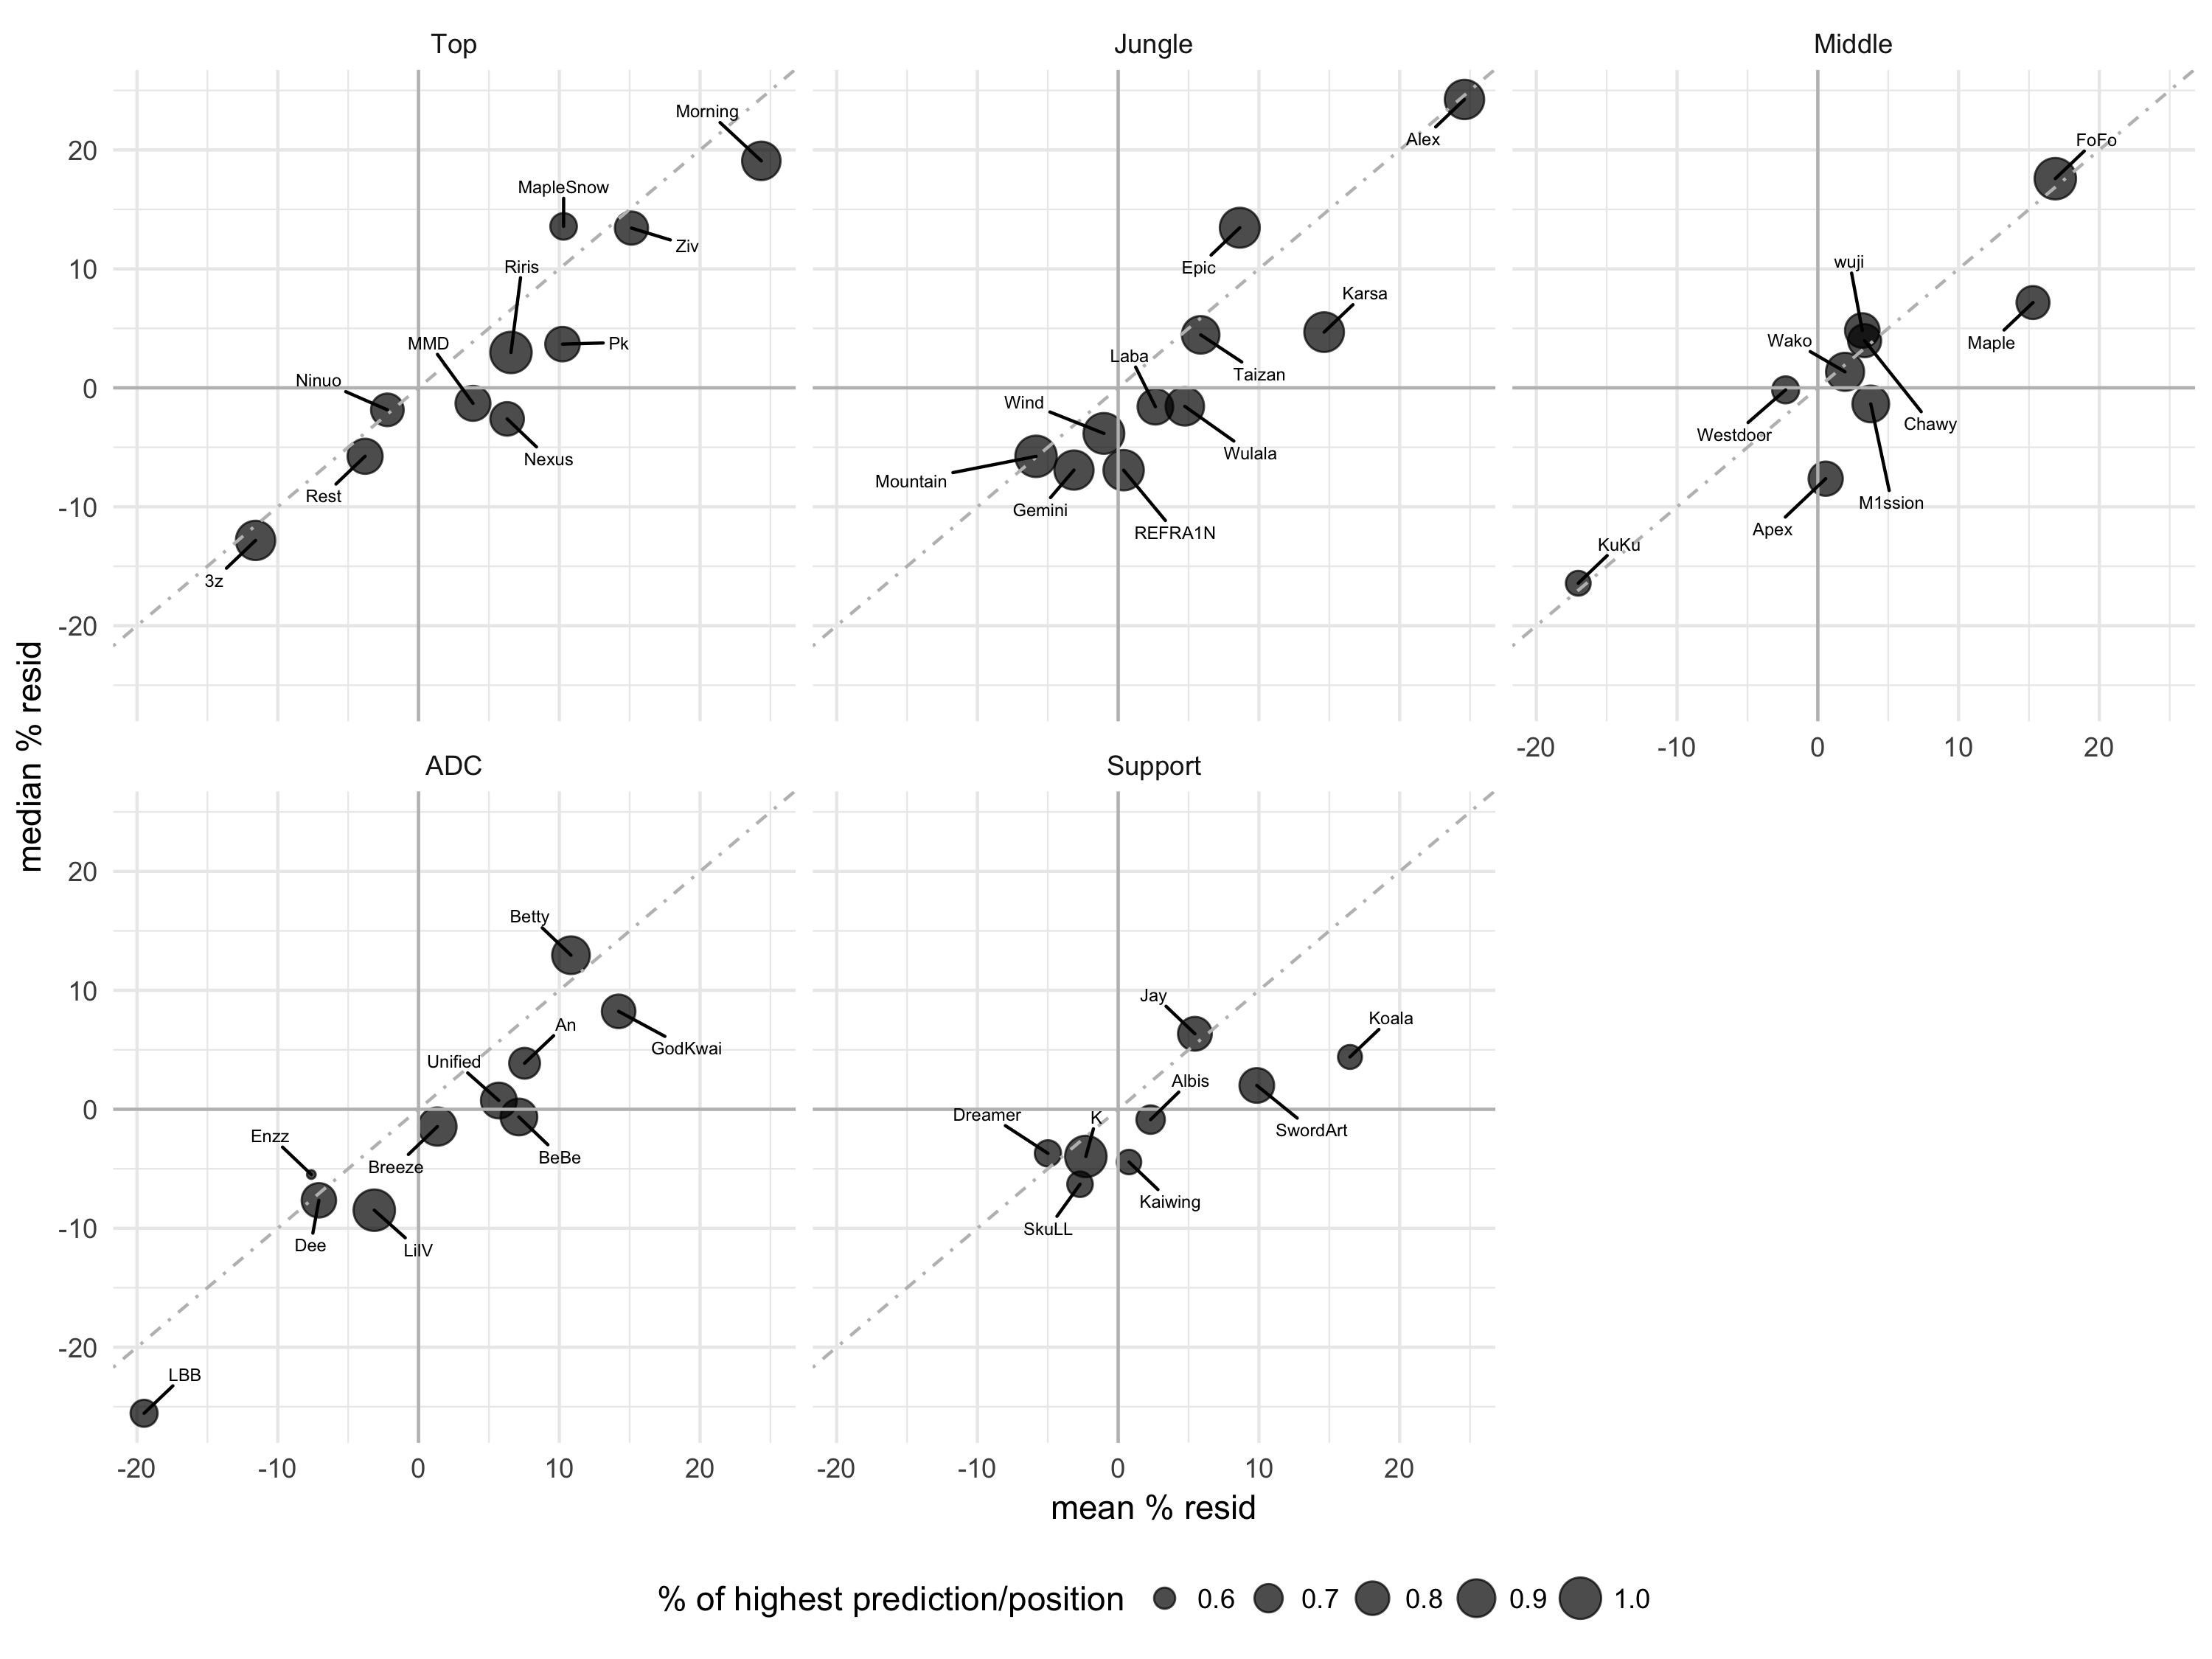 Top
Jungle
Middle
median % resid
20
10
0
-10
-20
Morning
MapleSnow
Ziv
Riris
MMD
Pk
Ninuo
Nexus
Rest
3z
Alex
Epic
Karsa
Laba
Taizan
Wind
Wulala
Mountain
Gemini
REFRA1N
FoFo
wuji
Maple
Wako
Westdoor
Chawy
M1ssion
Apex
KuKu
-20 -10 0 10 20
ADC
Support
20
10
0
-10
-20
Betty
An
GodKwai
Unified
Enzz
Breeze
BeBe
Dee
LilV
LBB
Jay
Koala
Albis
Dreamer
K
SwordArt
Kaiwing
SkuLL
-20 -10 0 10 20
-20 -10 0 10 20
mean % resid
% of highest prediction/position 0.6 0.7 0.8 0.9 1.0